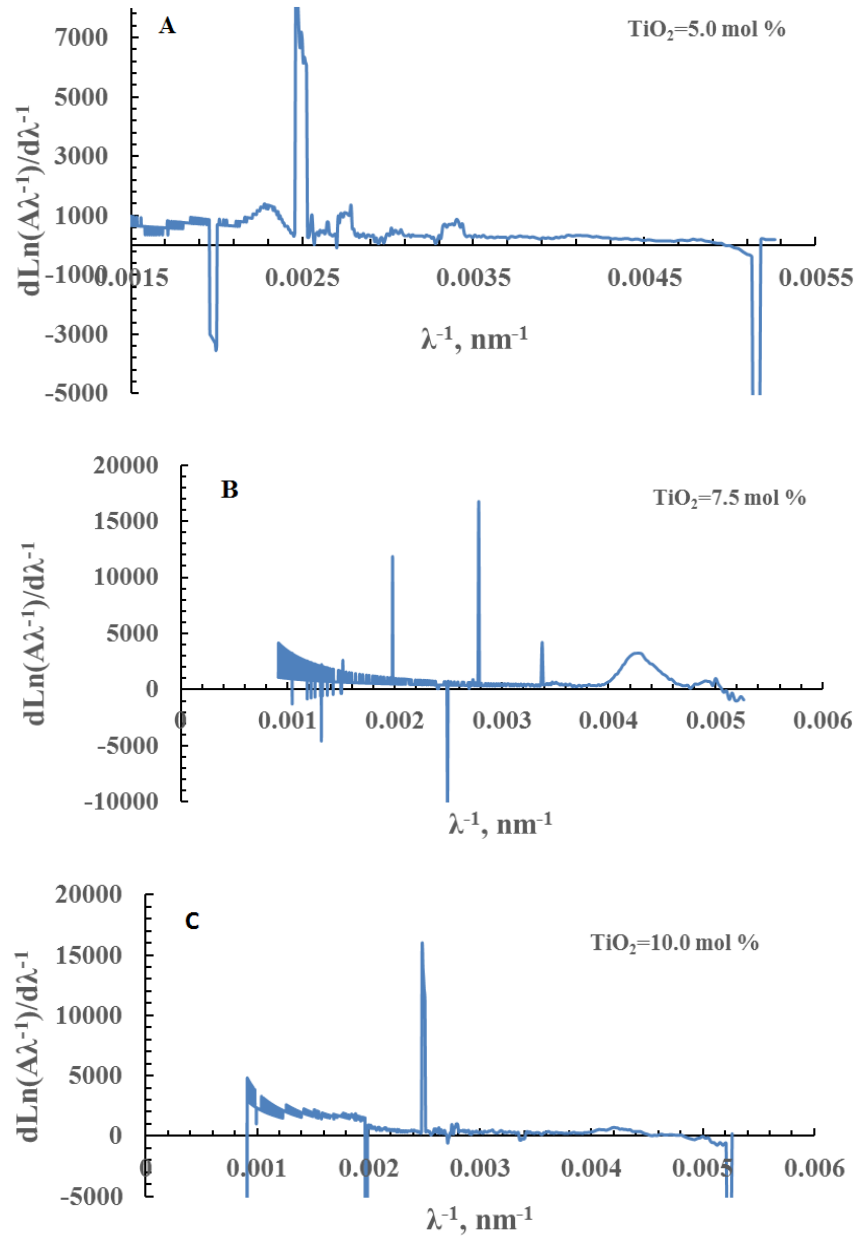 A
TiO2=5.0 mol %
7000
5000
3000
1000
-1000
-3000
-5000
0.0015 0.0025 0.0035 0.0045 0.0055
dLn(Aλ-1)/dλ-1
λ-1, nm-1
B
TiO2=7.5 mol %
20000
15000
10000
5000
0
-5000
-10000
0 0.001 0.002 0.003 0.004 0.005 0.006
dLn(Aλ-1)/dλ-1
λ-1, nm-1
C
TiO2=10.0 mol %
20000
15000
10000
5000
0
-5000
0 0.001 0.002 0.003 0.004 0.005 0.006
dLn(Aλ-1)/dλ-1
λ-1, nm-1